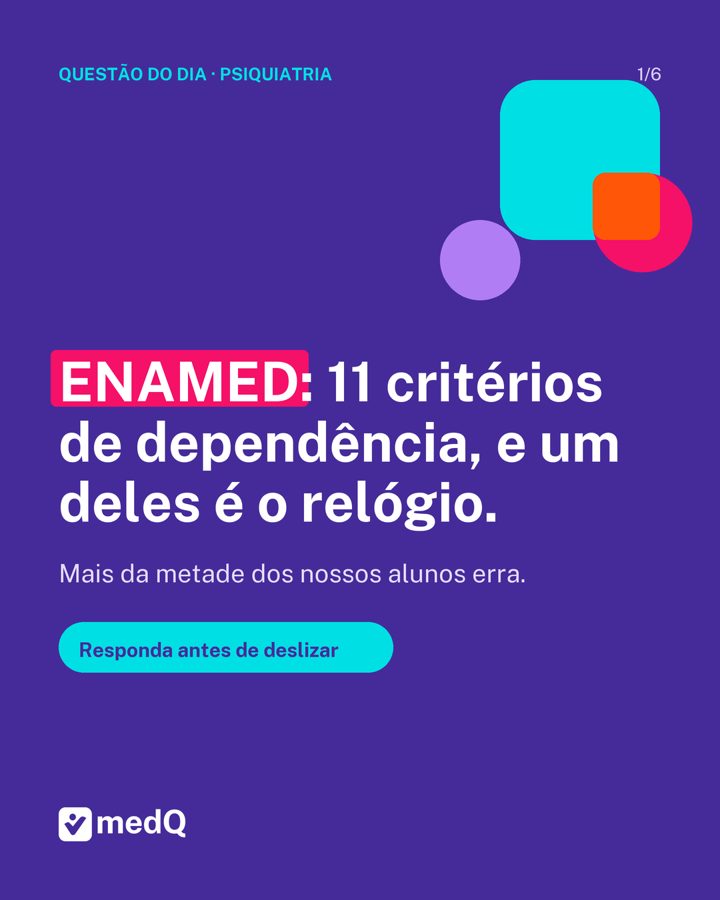 QUESTÃO DO DIA · PSIQUIATRIA
1/6
ENAMED: 11 critérios
de dependência, e um
deles é o relógio.
Mais da metade dos nossos alunos erra.
Responda antes de deslizar
medQ